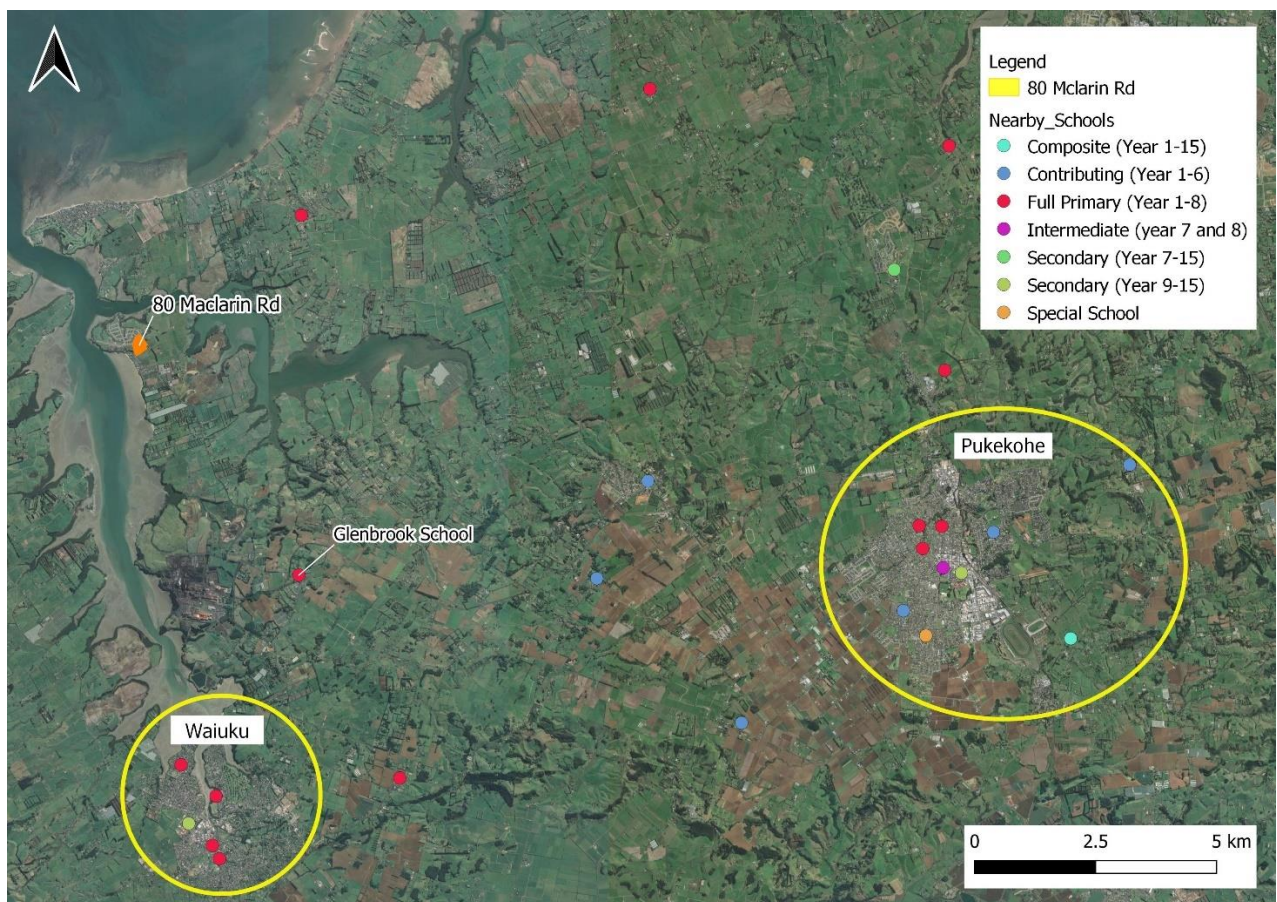 Legend
80 Mclarin Rd
Nearby_Schools
Composite (Year 1-15)
Contributing (Year 1-6)
Full Primary (Year 1-8)
Intermediate (year 7 and 8)
Secondary (Year 7-15)
Secondary (Year 9-15)
Special School
80 Maclarin Rd
Pukekohe
Glenbrook School
Waiuku
0 2.5 5 km